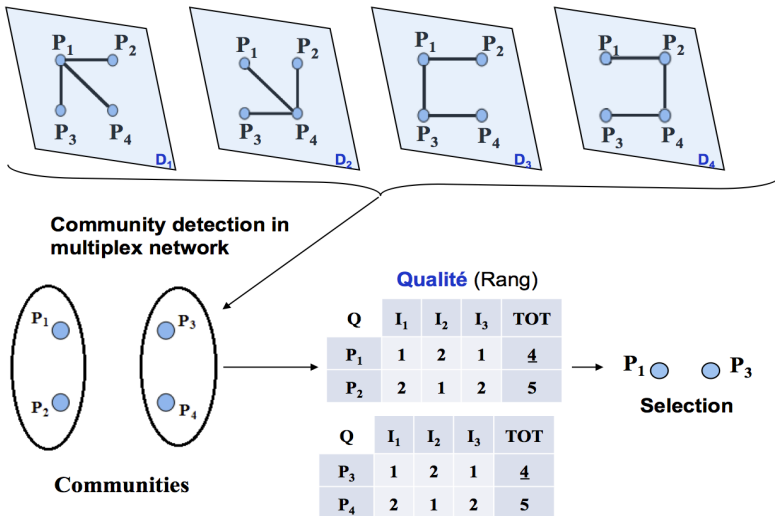 P1 P2
P3 P4
D1
P1 P2
P3 P4
D2
P1 P2
P3 P4
D3
P1 P2
P3 P4
D4
Community detection in
multiplex network
P1
P2
P3
P4
Communities
Qualité (Rang)
Q I1 I2 I3 TOT
P1 1 2 1 4
P2 2 1 2 5
Q I1 I2 I3 TOT
P3 1 2 1 4
P4 2 1 2 5
P1 P3
Selection